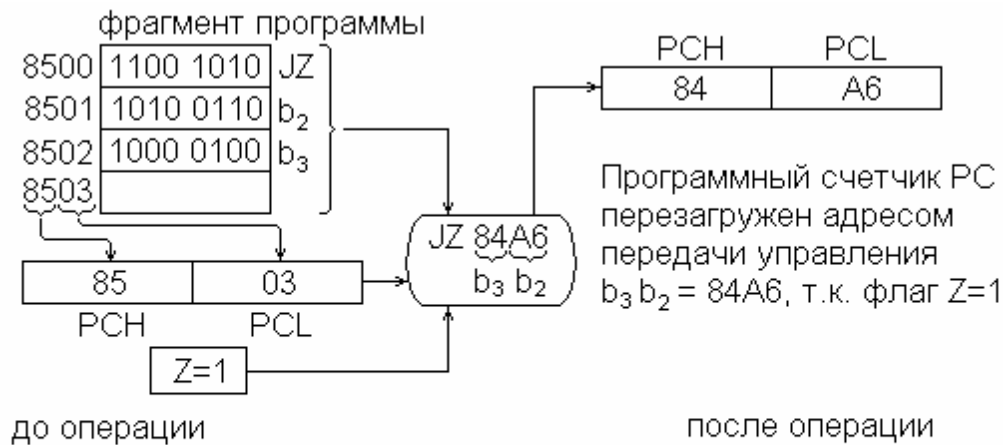 фрагмент программы
8500 1100 1010 JZ
8501 1010 0110 b₂
8502 1000 0100 b₃
8503
85 03
PCH PCL
Z=1
до операции
JZ 84A6
b₃ b₂
PCH PCL
84 A6
Программный счетчик PC
перезагружен адресом
передачи управления
b₃ b₂ = 84A6, т.к. флаг Z=1
после операции